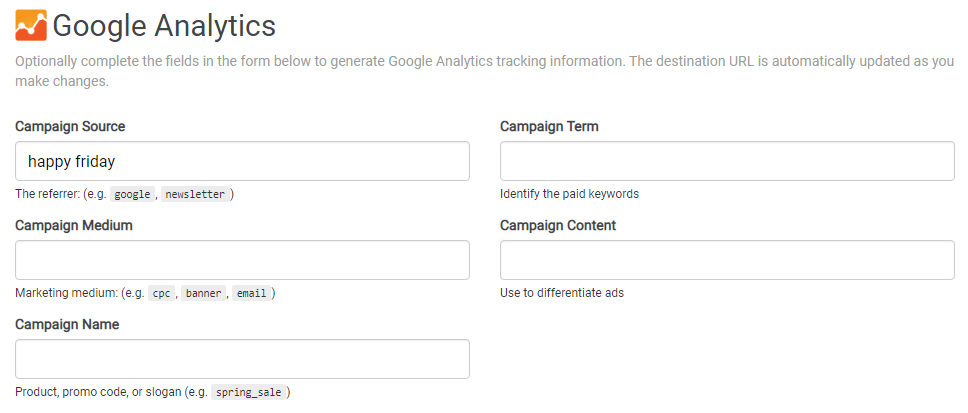 Google Analytics
Optionally complete the fields in the form below to generate Google Analytics tracking information. The destination URL is automatically updated as you
make changes.
Campaign Source
happy friday
The referrer: (e.g. google, newsletter)
Campaign Medium
Marketing medium: (e.g. cpc, banner, email)
Campaign Name
Product, promo code, or slogan (e.g. spring_sale)
Campaign Term
Identify the paid keywords
Campaign Content
Use to differentiate ads